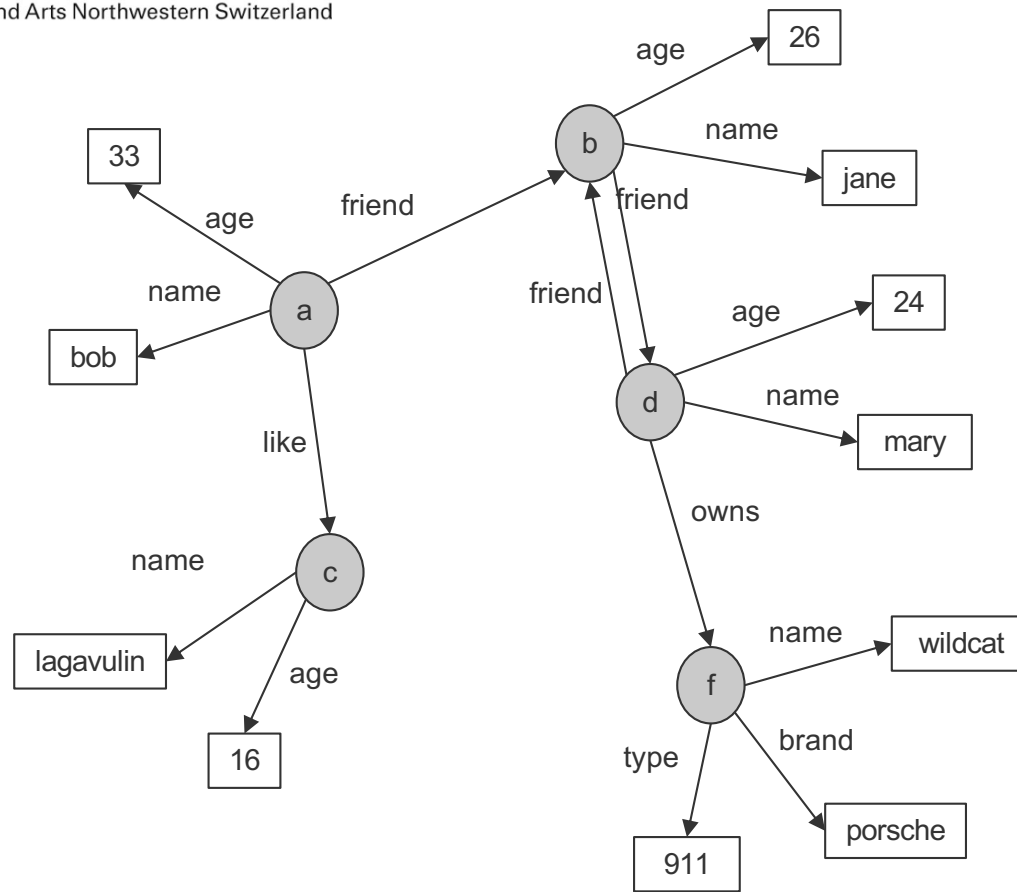 nd Arts Northwestern Switzerland
26
age
b
name
jane
33
age
friend
friend
name
a
friend
24
age
bob
d
name
mary
like
owns
name
c
lagavulin
age
name
wildcat
f
16
type
brand
porsche
911